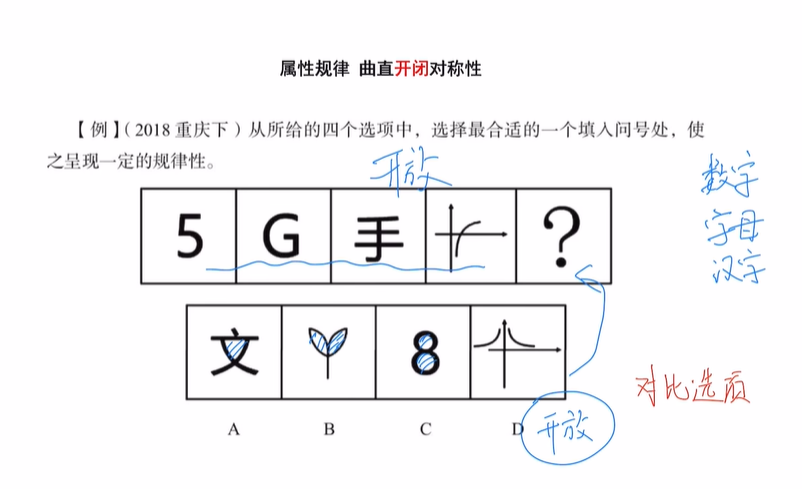 属性规律 曲直开闭对称性
【例】（2018 重庆下）从所给的四个选项中，选择最合适的一个填入问号处，使
之呈现一定的规律性。
开放
数字
字母
汉字
5 G 手 ?
文 8
对比选项
A B C D
开放